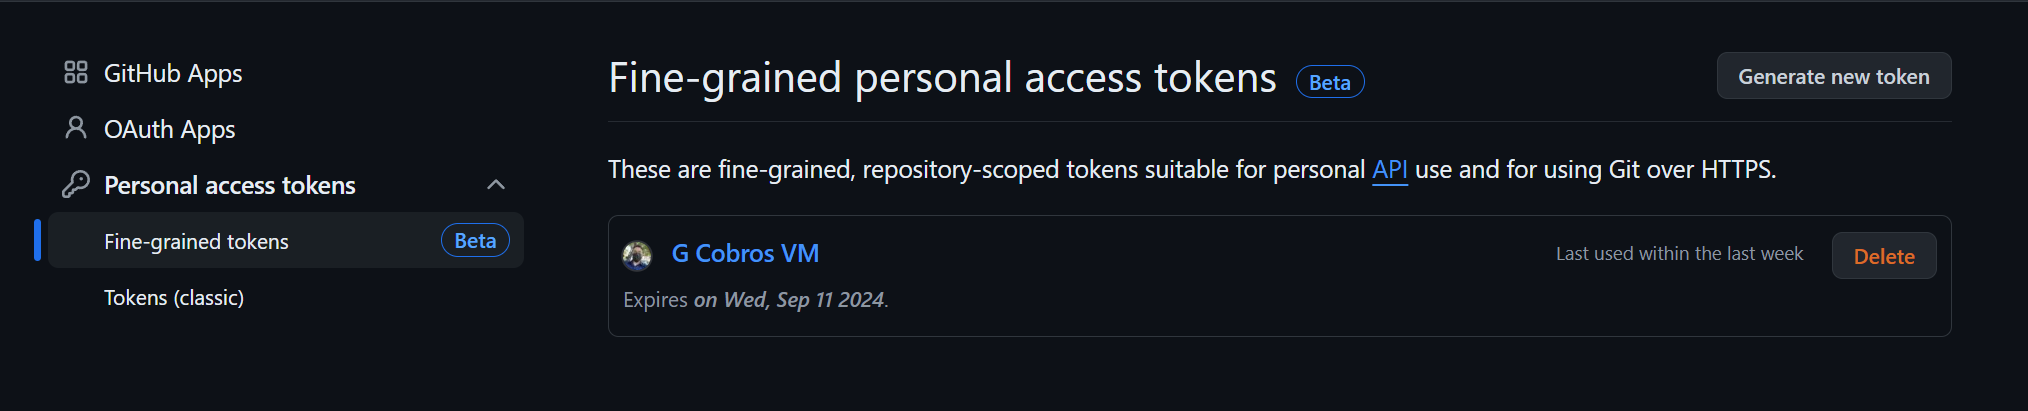 GitHub Apps
OAuth Apps
Personal access tokens
Fine-grained tokens Beta
Tokens (classic)
Fine-grained personal access tokens Beta
Generate new token
These are fine-grained, repository-scoped tokens suitable for personal API use and for using Git over HTTPS.
G Cobros VM
Last used within the last week
Delete
Expires on Wed, Sep 11 2024.